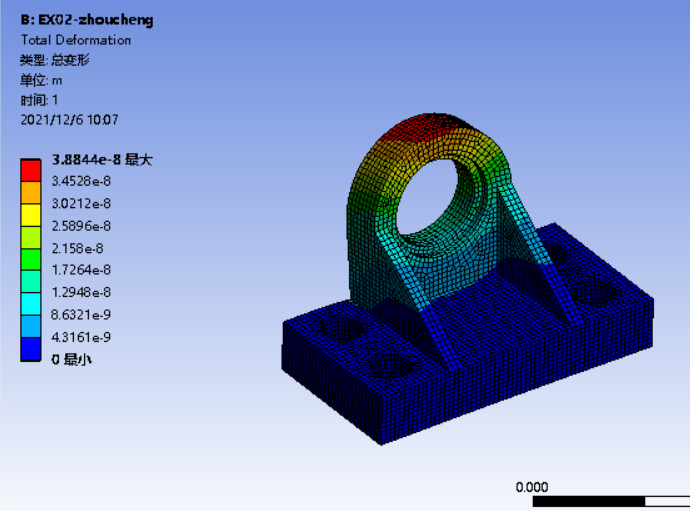 B: EX02-zhoucheng
Total Deformation
类型: 总变形
单位: m
时间: 1
2021/12/6 10:07
3.8844e-8 最大
3.4528e-8
3.0212e-8
2.5896e-8
2.158e-8
1.7264e-8
1.2948e-8
8.6321e-9
4.3161e-9
0 最小
0.000